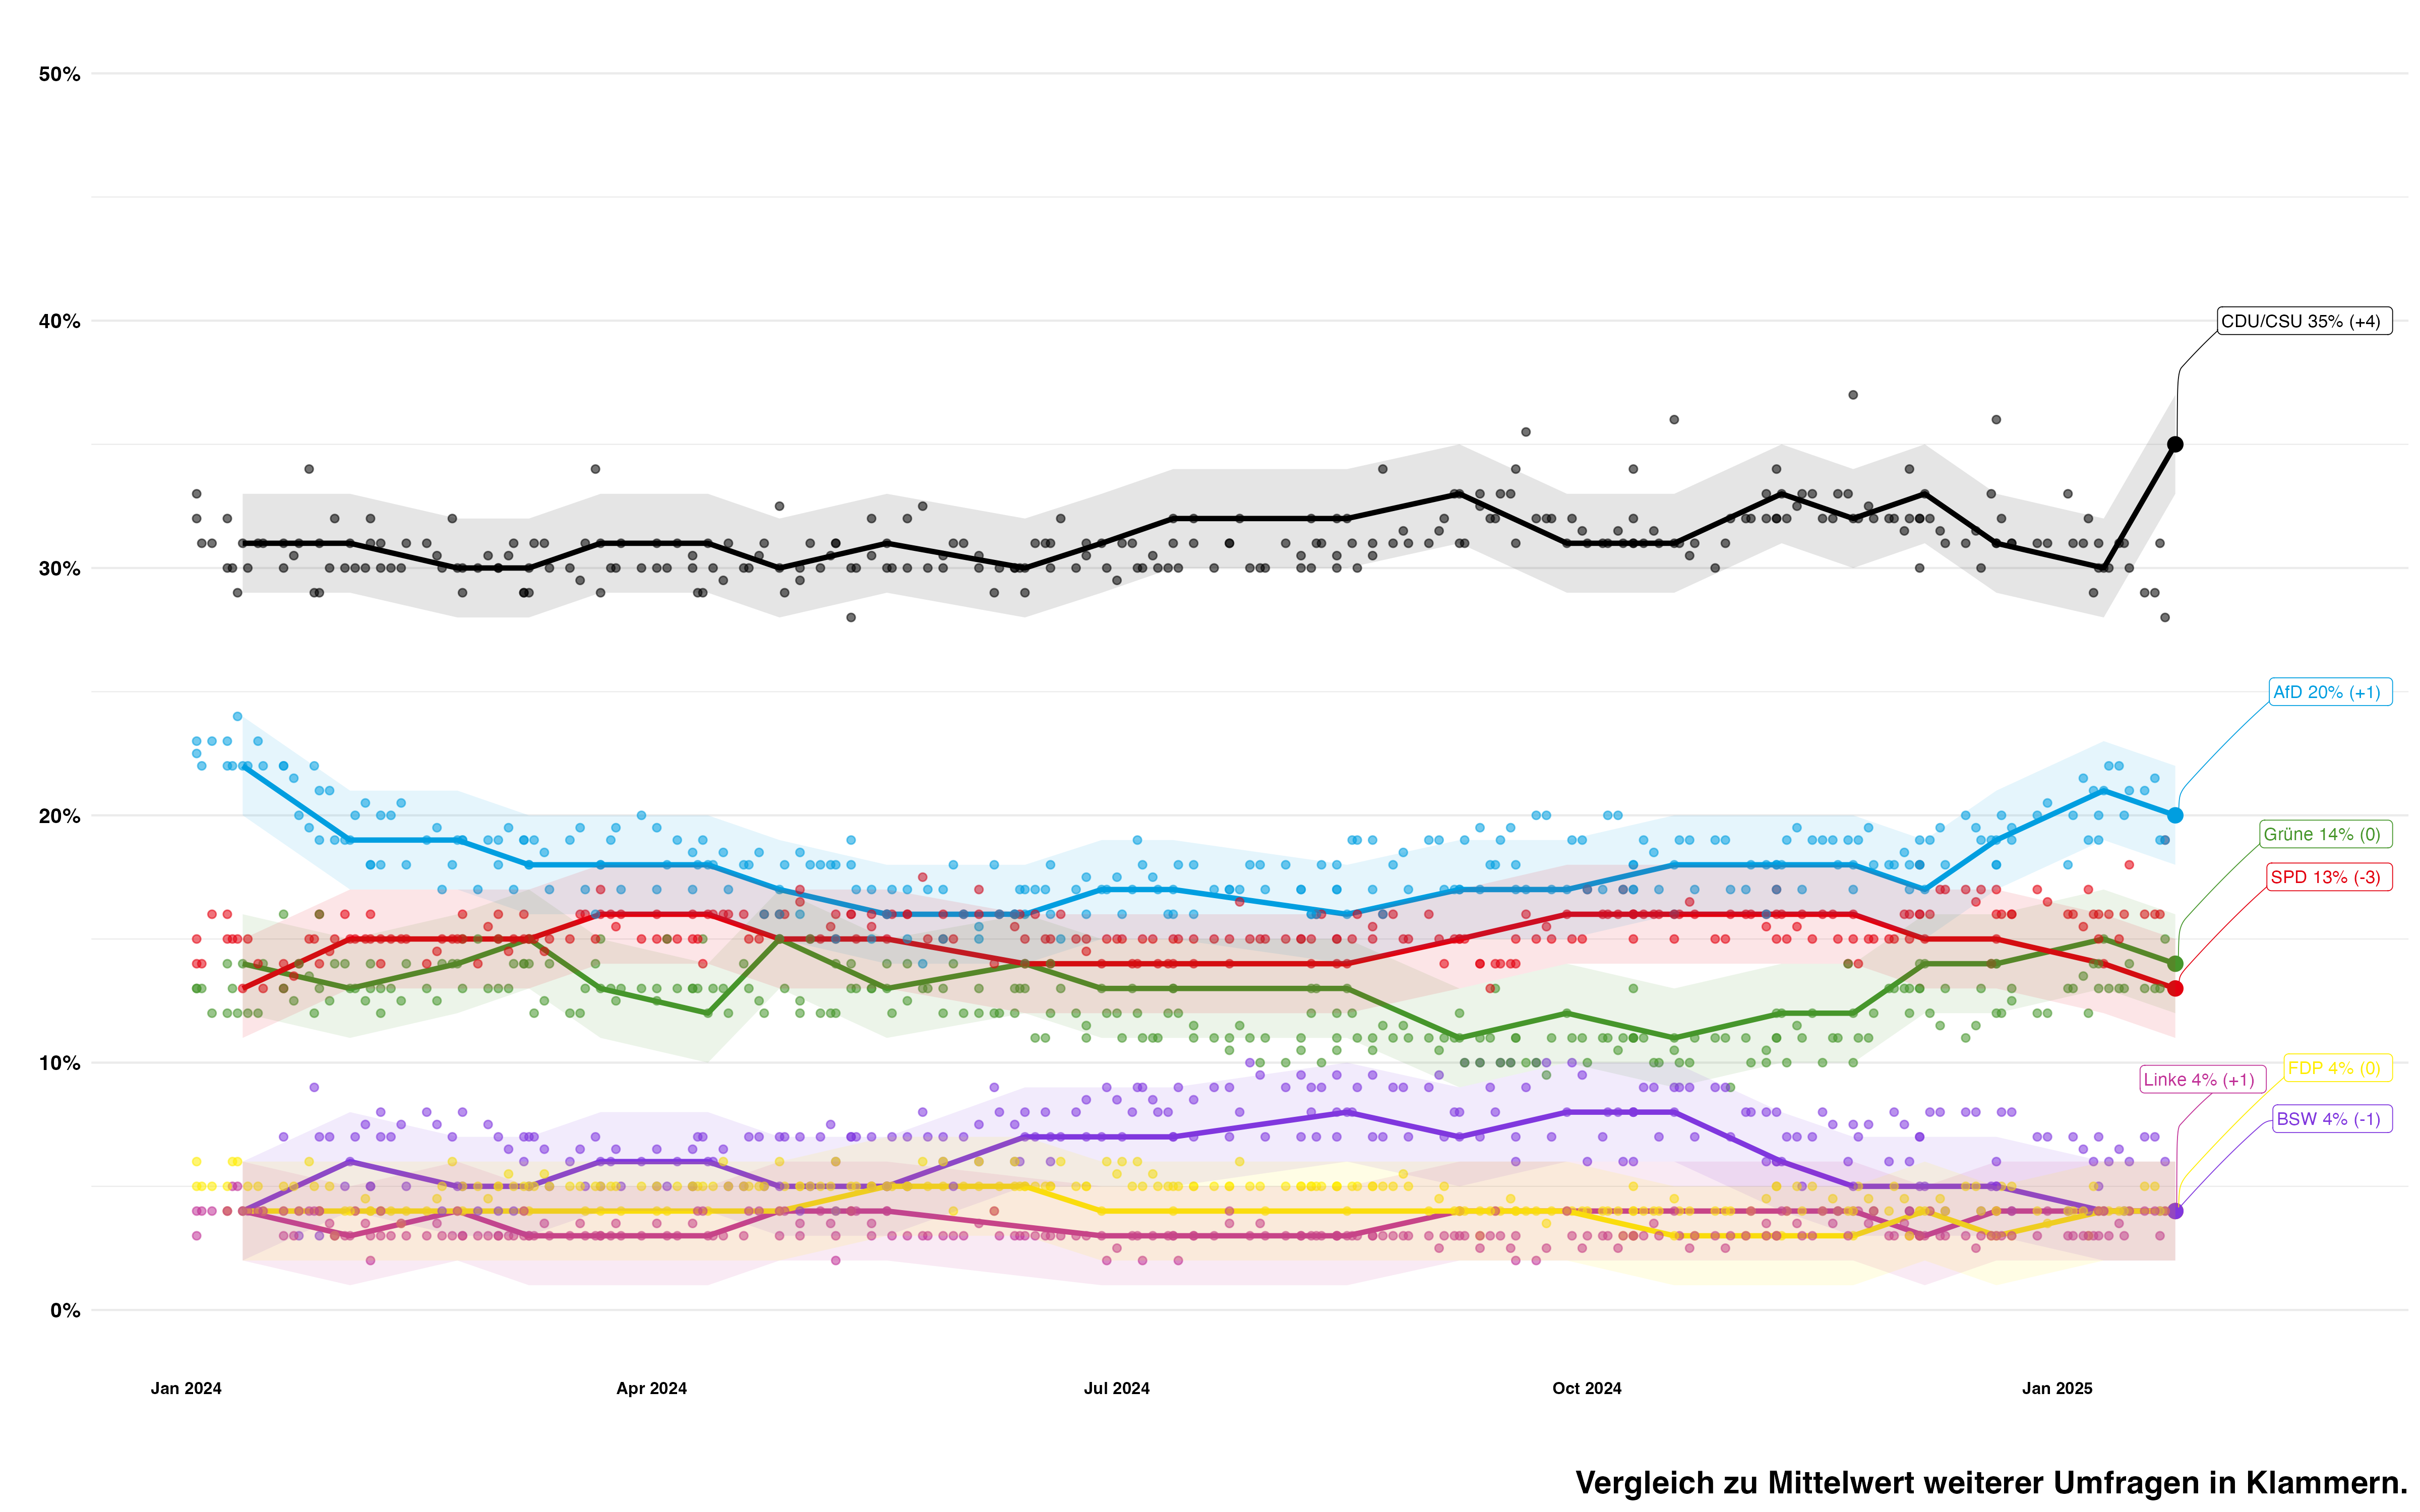 50%
40%
CDU/CSU 35% (+4)
30%
AfD 20% (+1)
20%
Grüne 14% (0)
SPD 13% (-3)
10%
FDP 4% (0)
Linke 4% (+1)
BSW 4% (-1)
0%
Jan 2024 Apr 2024 Jul 2024 Oct 2024 Jan 2025
Vergleich zu Mittelwert weiterer Umfragen in Klammern.